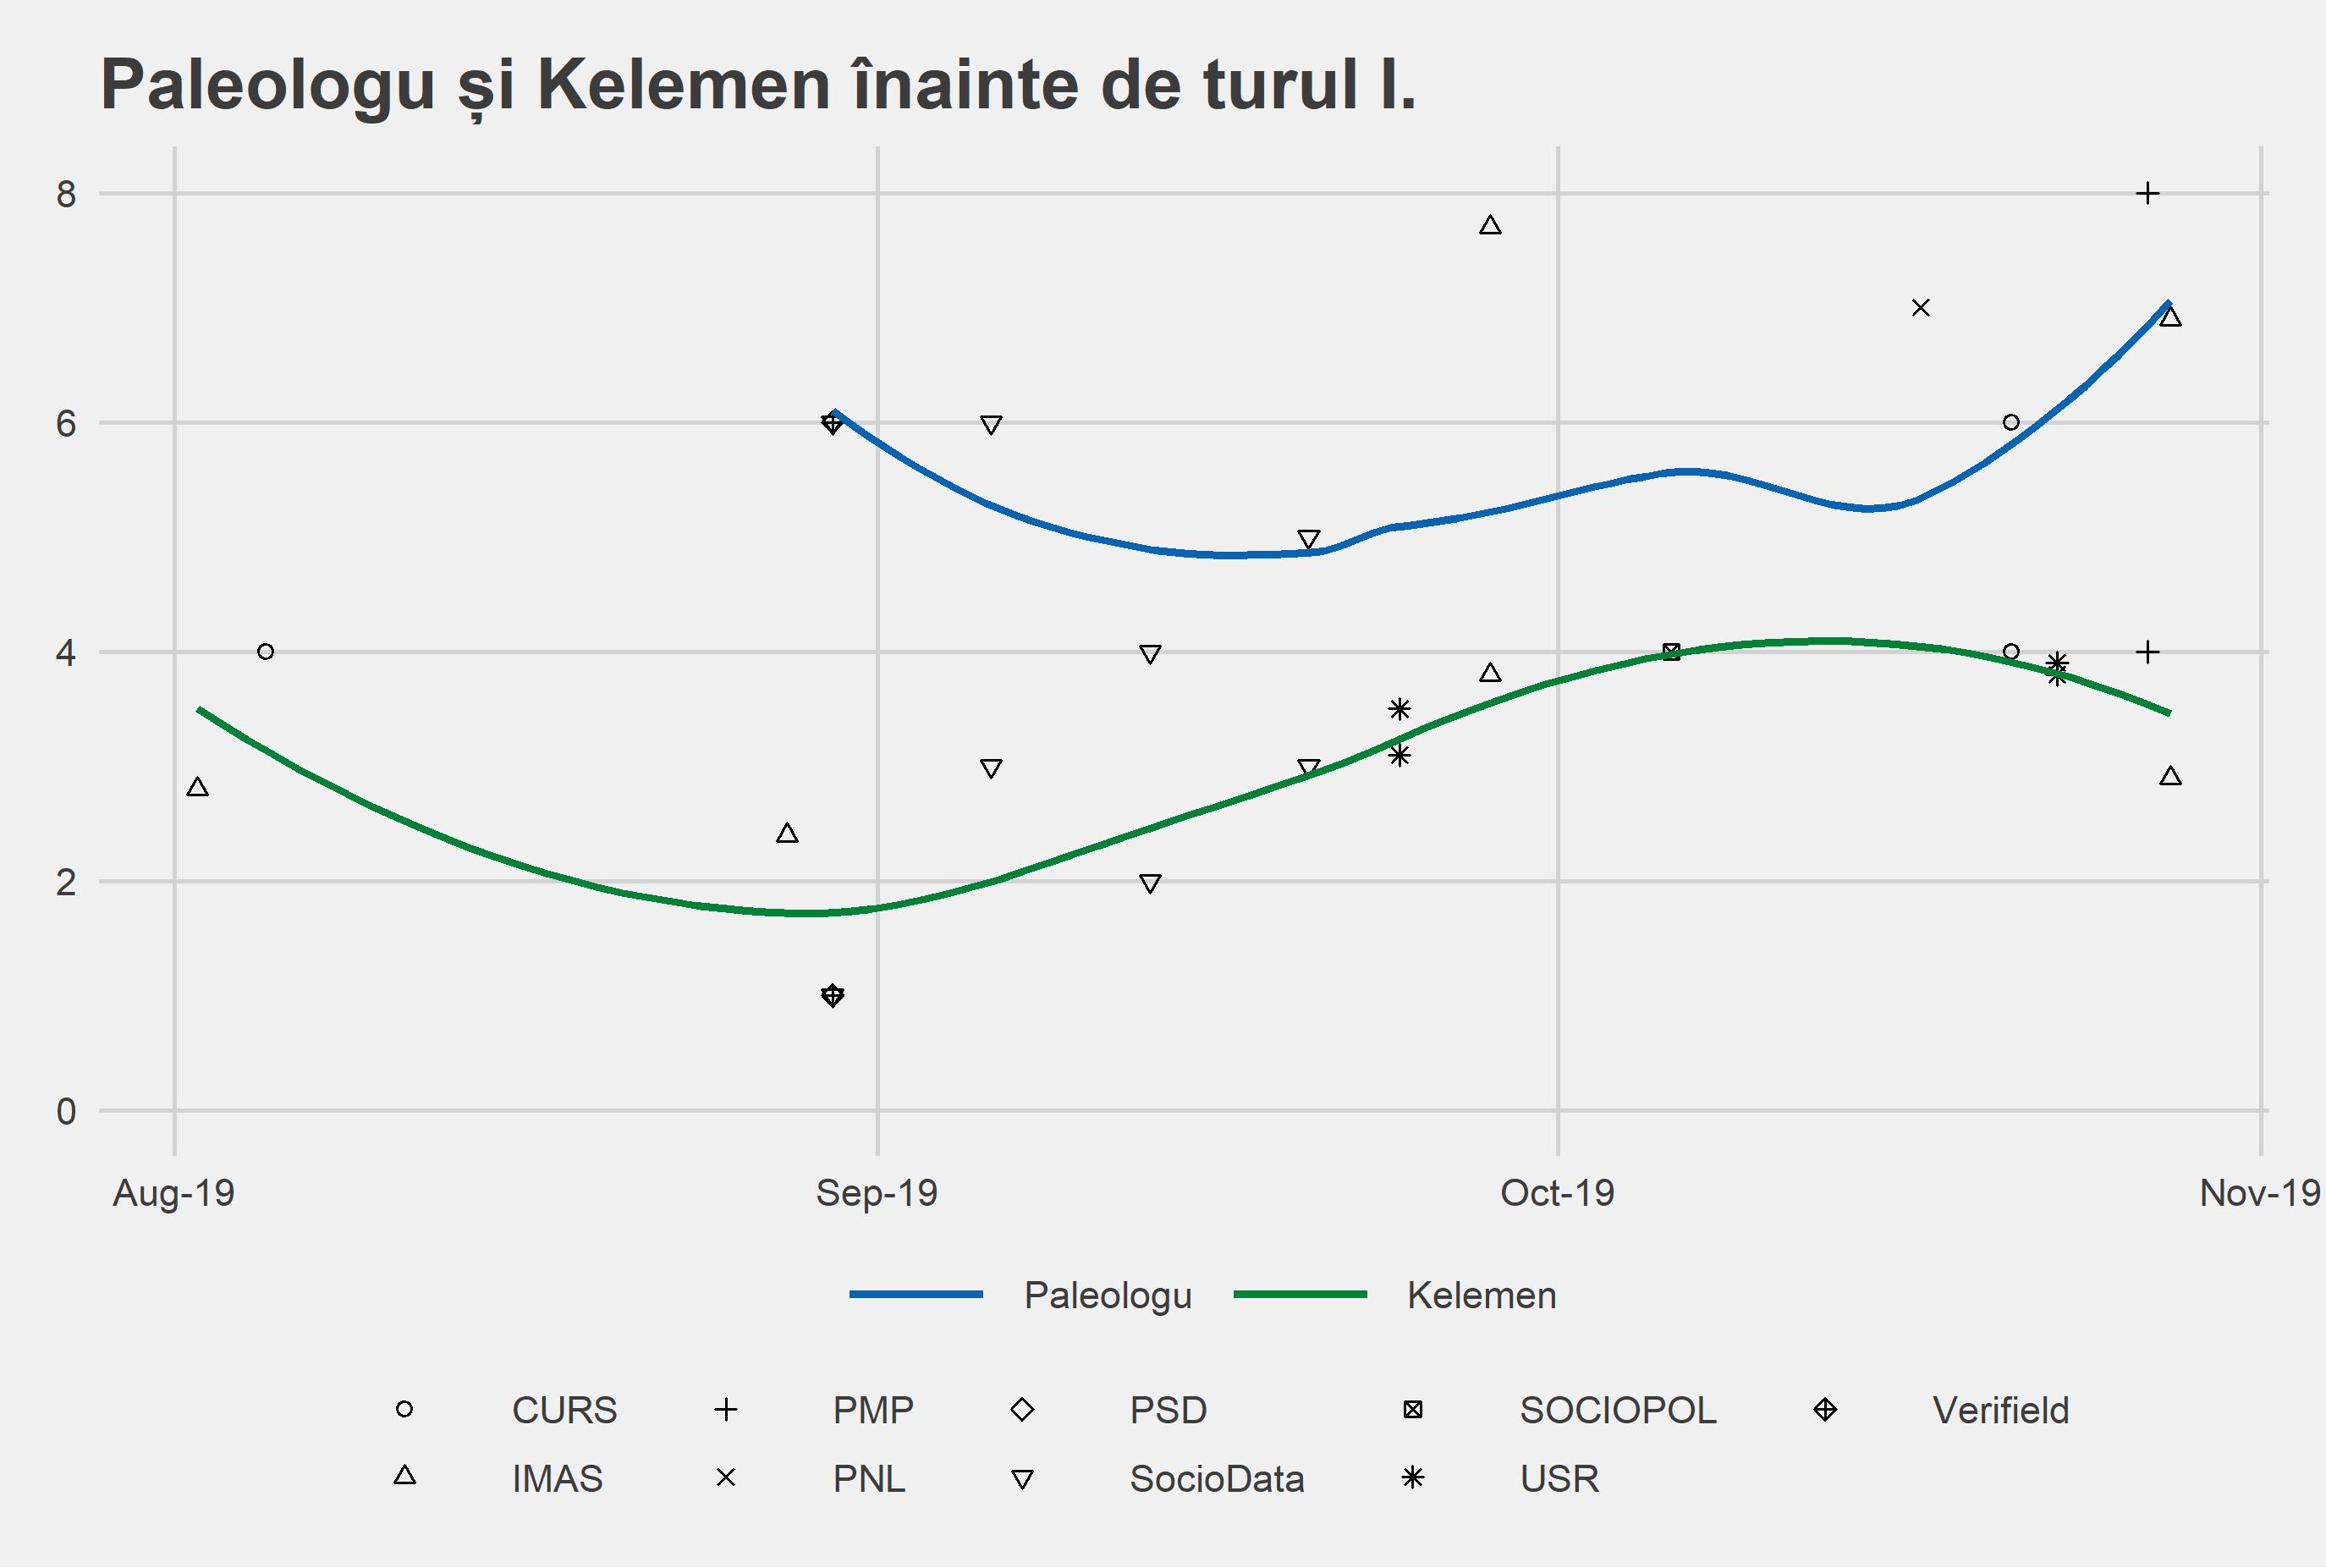 Paleologu și Kelemen înainte de turul I.
8
6
4
2
0
Aug-19 Sep-19 Oct-19 Nov-19
Paleologu Kelemen
CURS PMP PSD SOCIOPOL Verifield
IMAS PNL SocioData USR